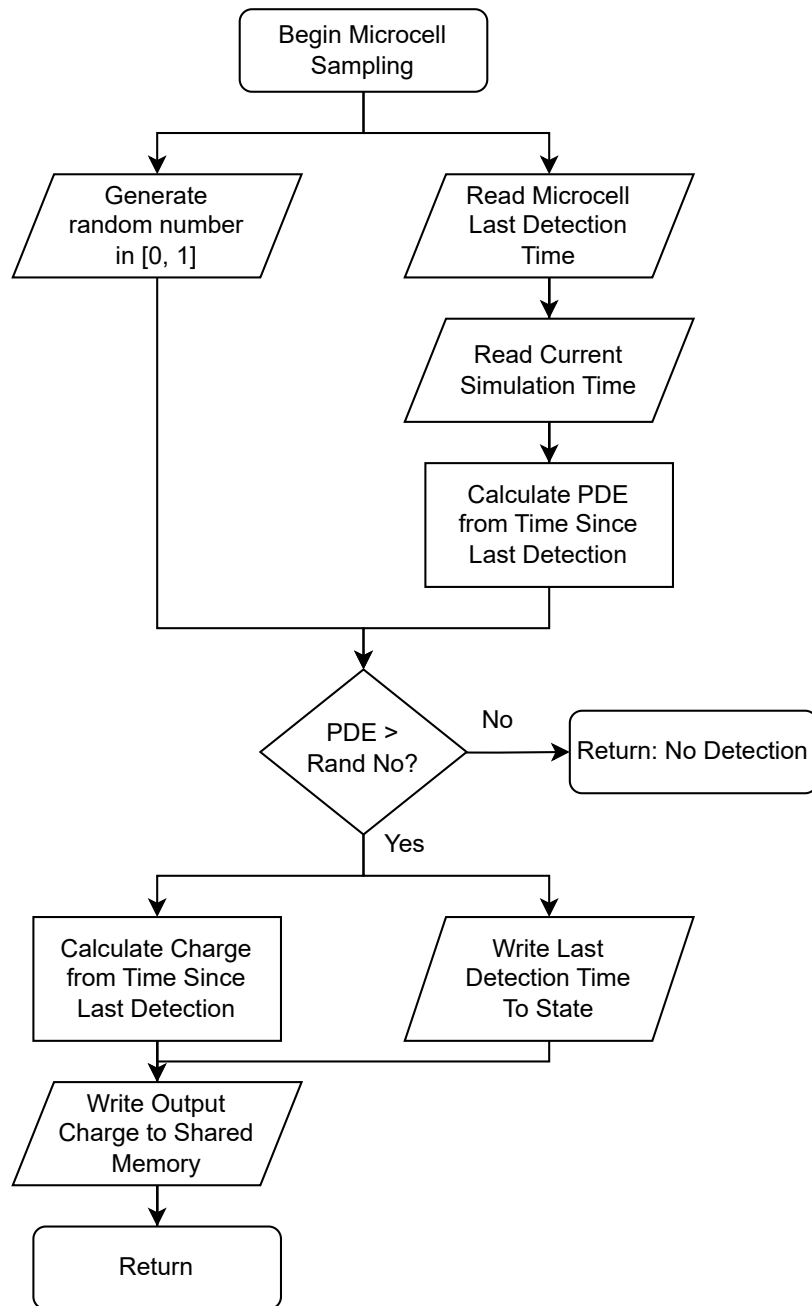 Begin Microcell
Sampling
Generate
random number
in [0, 1]
Read Microcell
Last Detection
Time
Read Current
Simulation Time
Calculate PDE
from Time Since
Last Detection
PDE >
Rand No?
No
Return: No Detection
Yes
Calculate Charge
from Time Since
Last Detection
Write Last
Detection Time
To State
Write Output
Charge to Shared
Memory
Return